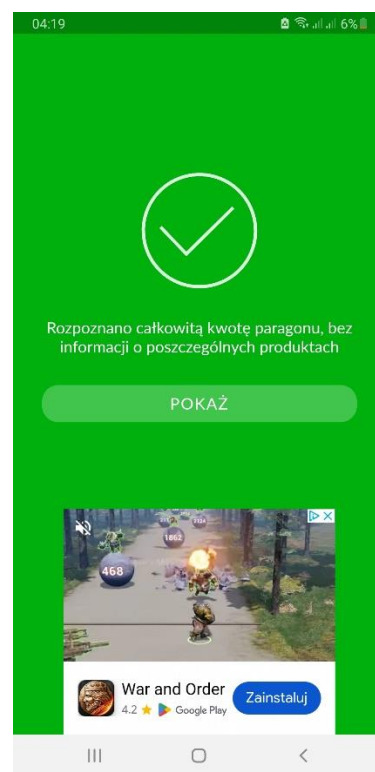 04:19
6%
Rozpoznano całkowitą kwotę paragonu, bez
informacji o poszczególnych produktach
POKAŻ
1862
468
War and Order
4.2 ★ Google Play
Zainstaluj